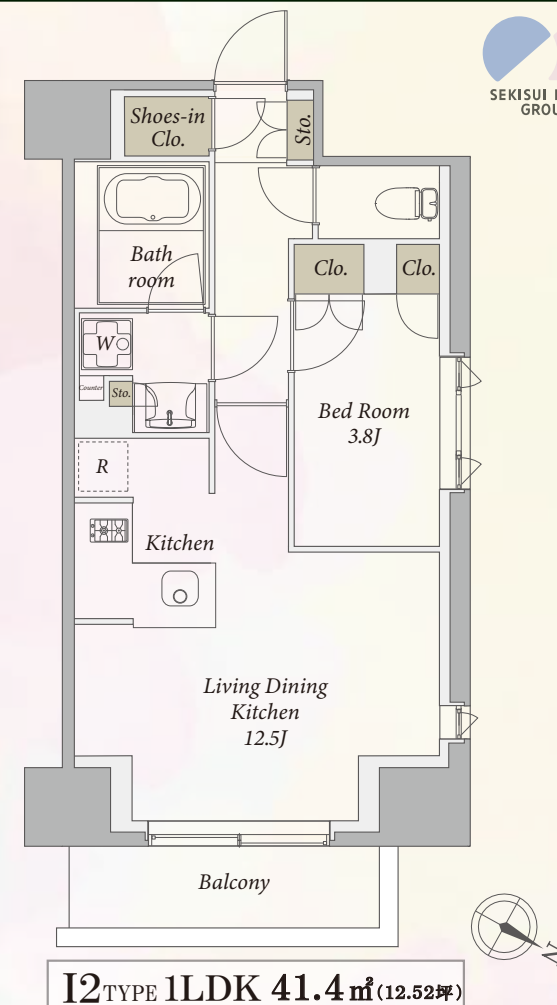 SEKISUI
GROU
Shoes-in
Clo.
Sto.
Bath
room
Clo.
Clo.
W
Counter
Sto.
Bed Room
3.8J
R
Kitchen
Living Dining
Kitchen
12.5J
Balcony
N
I2 TYPE 1LDK 41.4㎡(12.52坪)